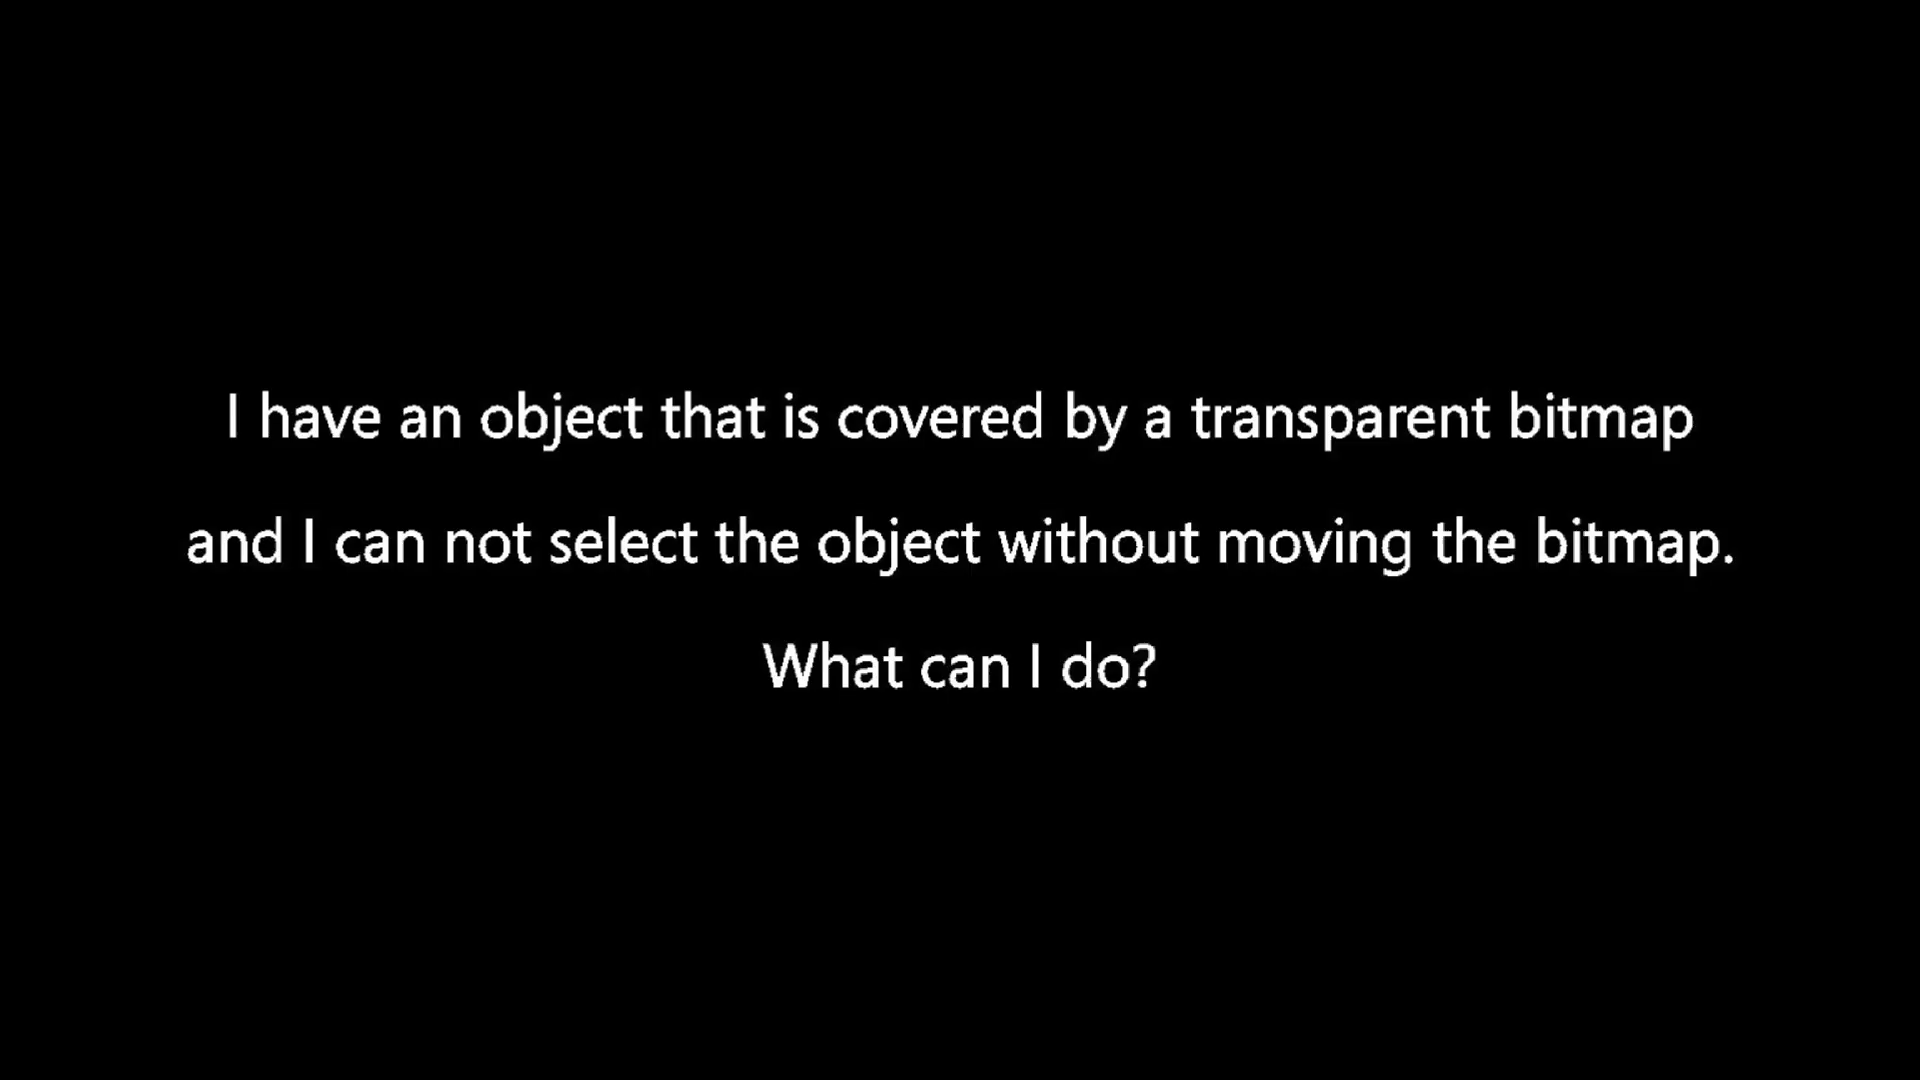 I have an object that is covered by a transparent bitmap
and I can not select the object without moving the bitmap.
What can I do?